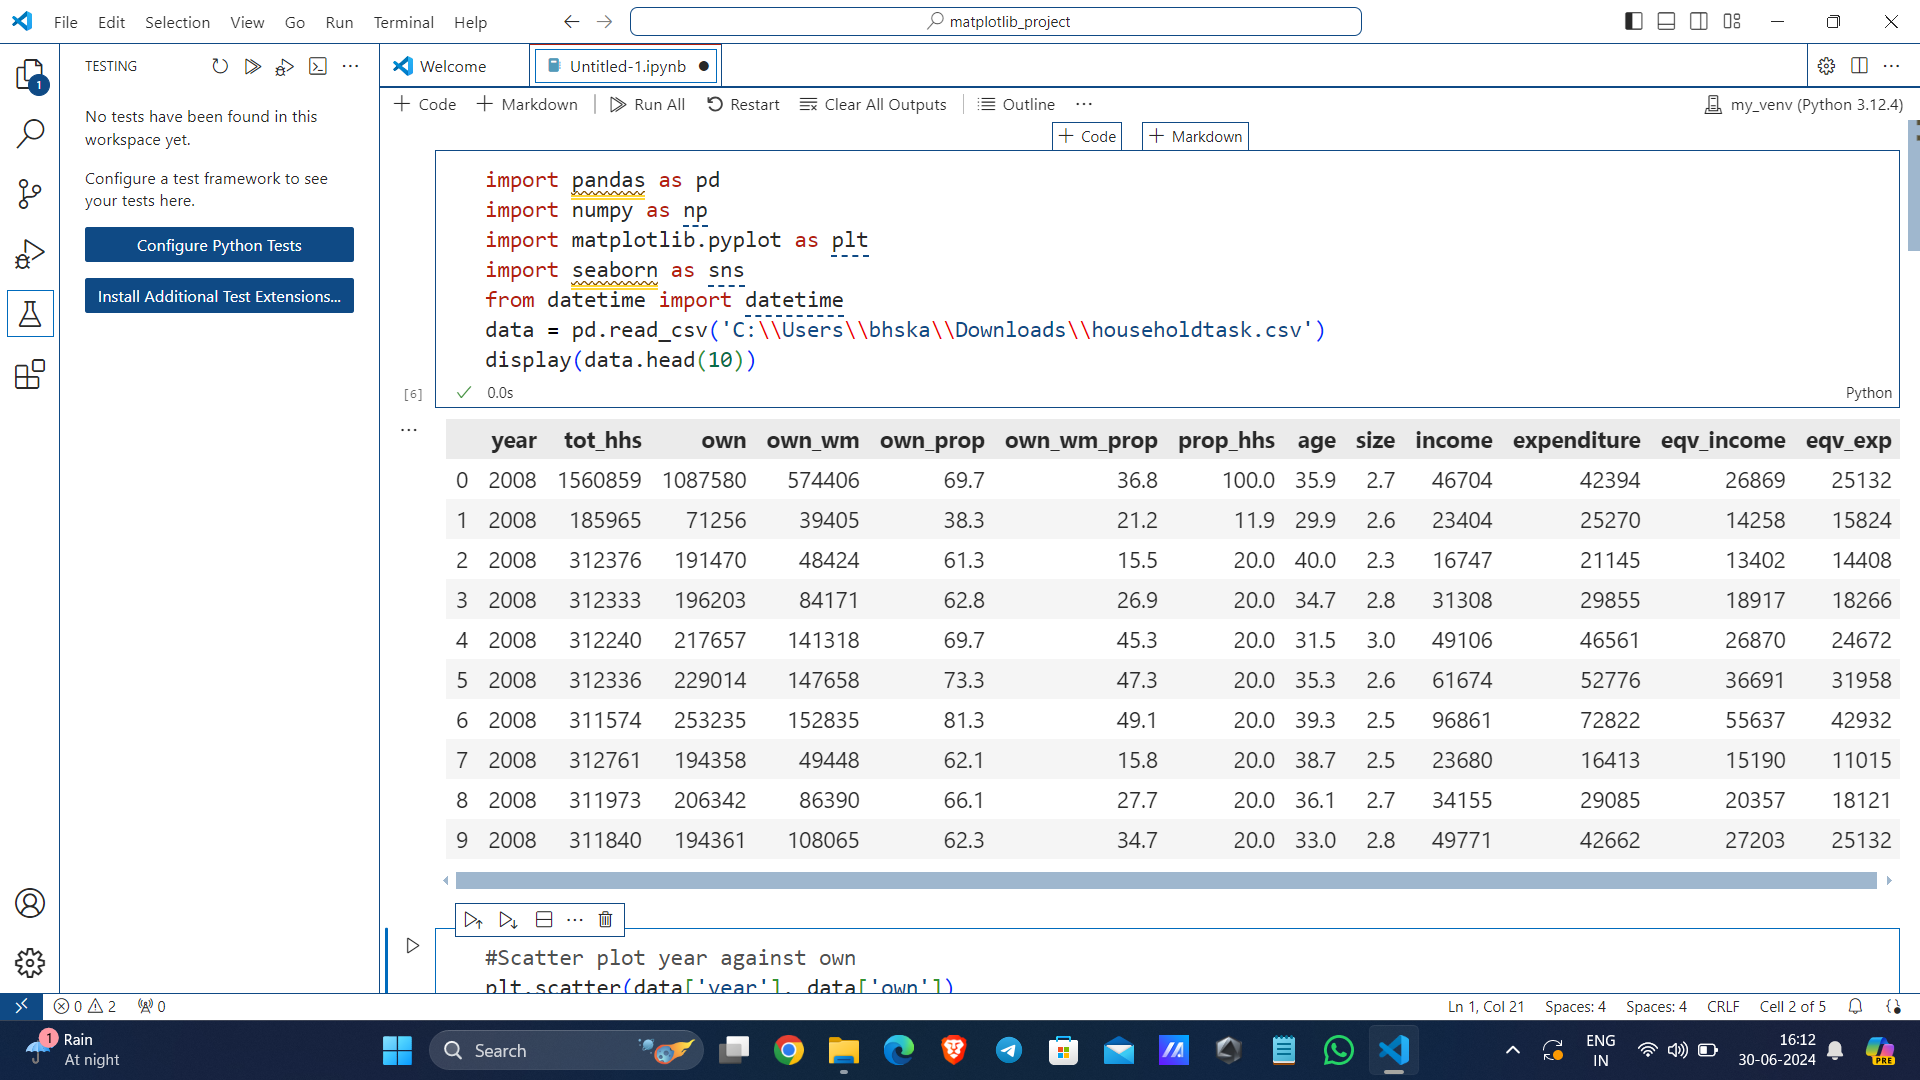 File Edit Selection View Go Run Terminal Help
matplotlib_project
1
TESTING
No tests have been found in this
workspace yet.
Configure a test framework to see
your tests here.
Configure Python Tests
Install Additional Test Extensions...
Welcome
Untitled-1.ipynb
Code Markdown Run All Restart Clear All Outputs Outline
my_venv (Python 3.12.4)
Code Markdown
import pandas as pd
import numpy as np
import matplotlib.pyplot as plt
import seaborn as sns
from datetime import datetime
data = pd.read_csv('C:\\Users\\bhska\\Downloads\\householdtask.csv')
display(data.head(10))
[6] 0.0s Python
year tot_hhs own own_wm own_prop own_wm_prop prop_hhs age size income expenditure eqv_income eqv_exp
0 2008 1560859 1087580 574406 69.7 36.8 100.0 35.9 2.7 46704 42394 26869 25132
1 2008 185965 71256 39405 38.3 21.2 11.9 29.9 2.6 23404 25270 14258 15824
2 2008 312376 191470 48424 61.3 15.5 20.0 40.0 2.3 16747 21145 13402 14408
3 2008 312333 196203 84171 62.8 26.9 20.0 34.7 2.8 31308 29855 18917 18266
4 2008 312240 217657 141318 69.7 45.3 20.0 31.5 3.0 49106 46561 26870 24672
5 2008 312336 229014 147658 73.3 47.3 20.0 35.3 2.6 61674 52776 36691 31958
6 2008 311574 253235 152835 81.3 49.1 20.0 39.3 2.5 96861 72822 55637 42932
7 2008 312761 194358 49448 62.1 15.8 20.0 38.7 2.5 23680 16413 15190 11015
8 2008 311973 206342 86390 66.1 27.7 20.0 36.1 2.7 34155 29085 20357 18121
9 2008 311840 194361 108065 62.3 34.7 20.0 33.0 2.8 49771 42662 27203 25132
#Scatter plot year against own
plt.scatter(data['year'], data['own'])
0 2 0
Ln 1, Col 21 Spaces: 4 Spaces: 4 CRLF Cell 2 of 5
1
Rain
At night
Search
PRE
ENG
IN
16:12
30-06-2024